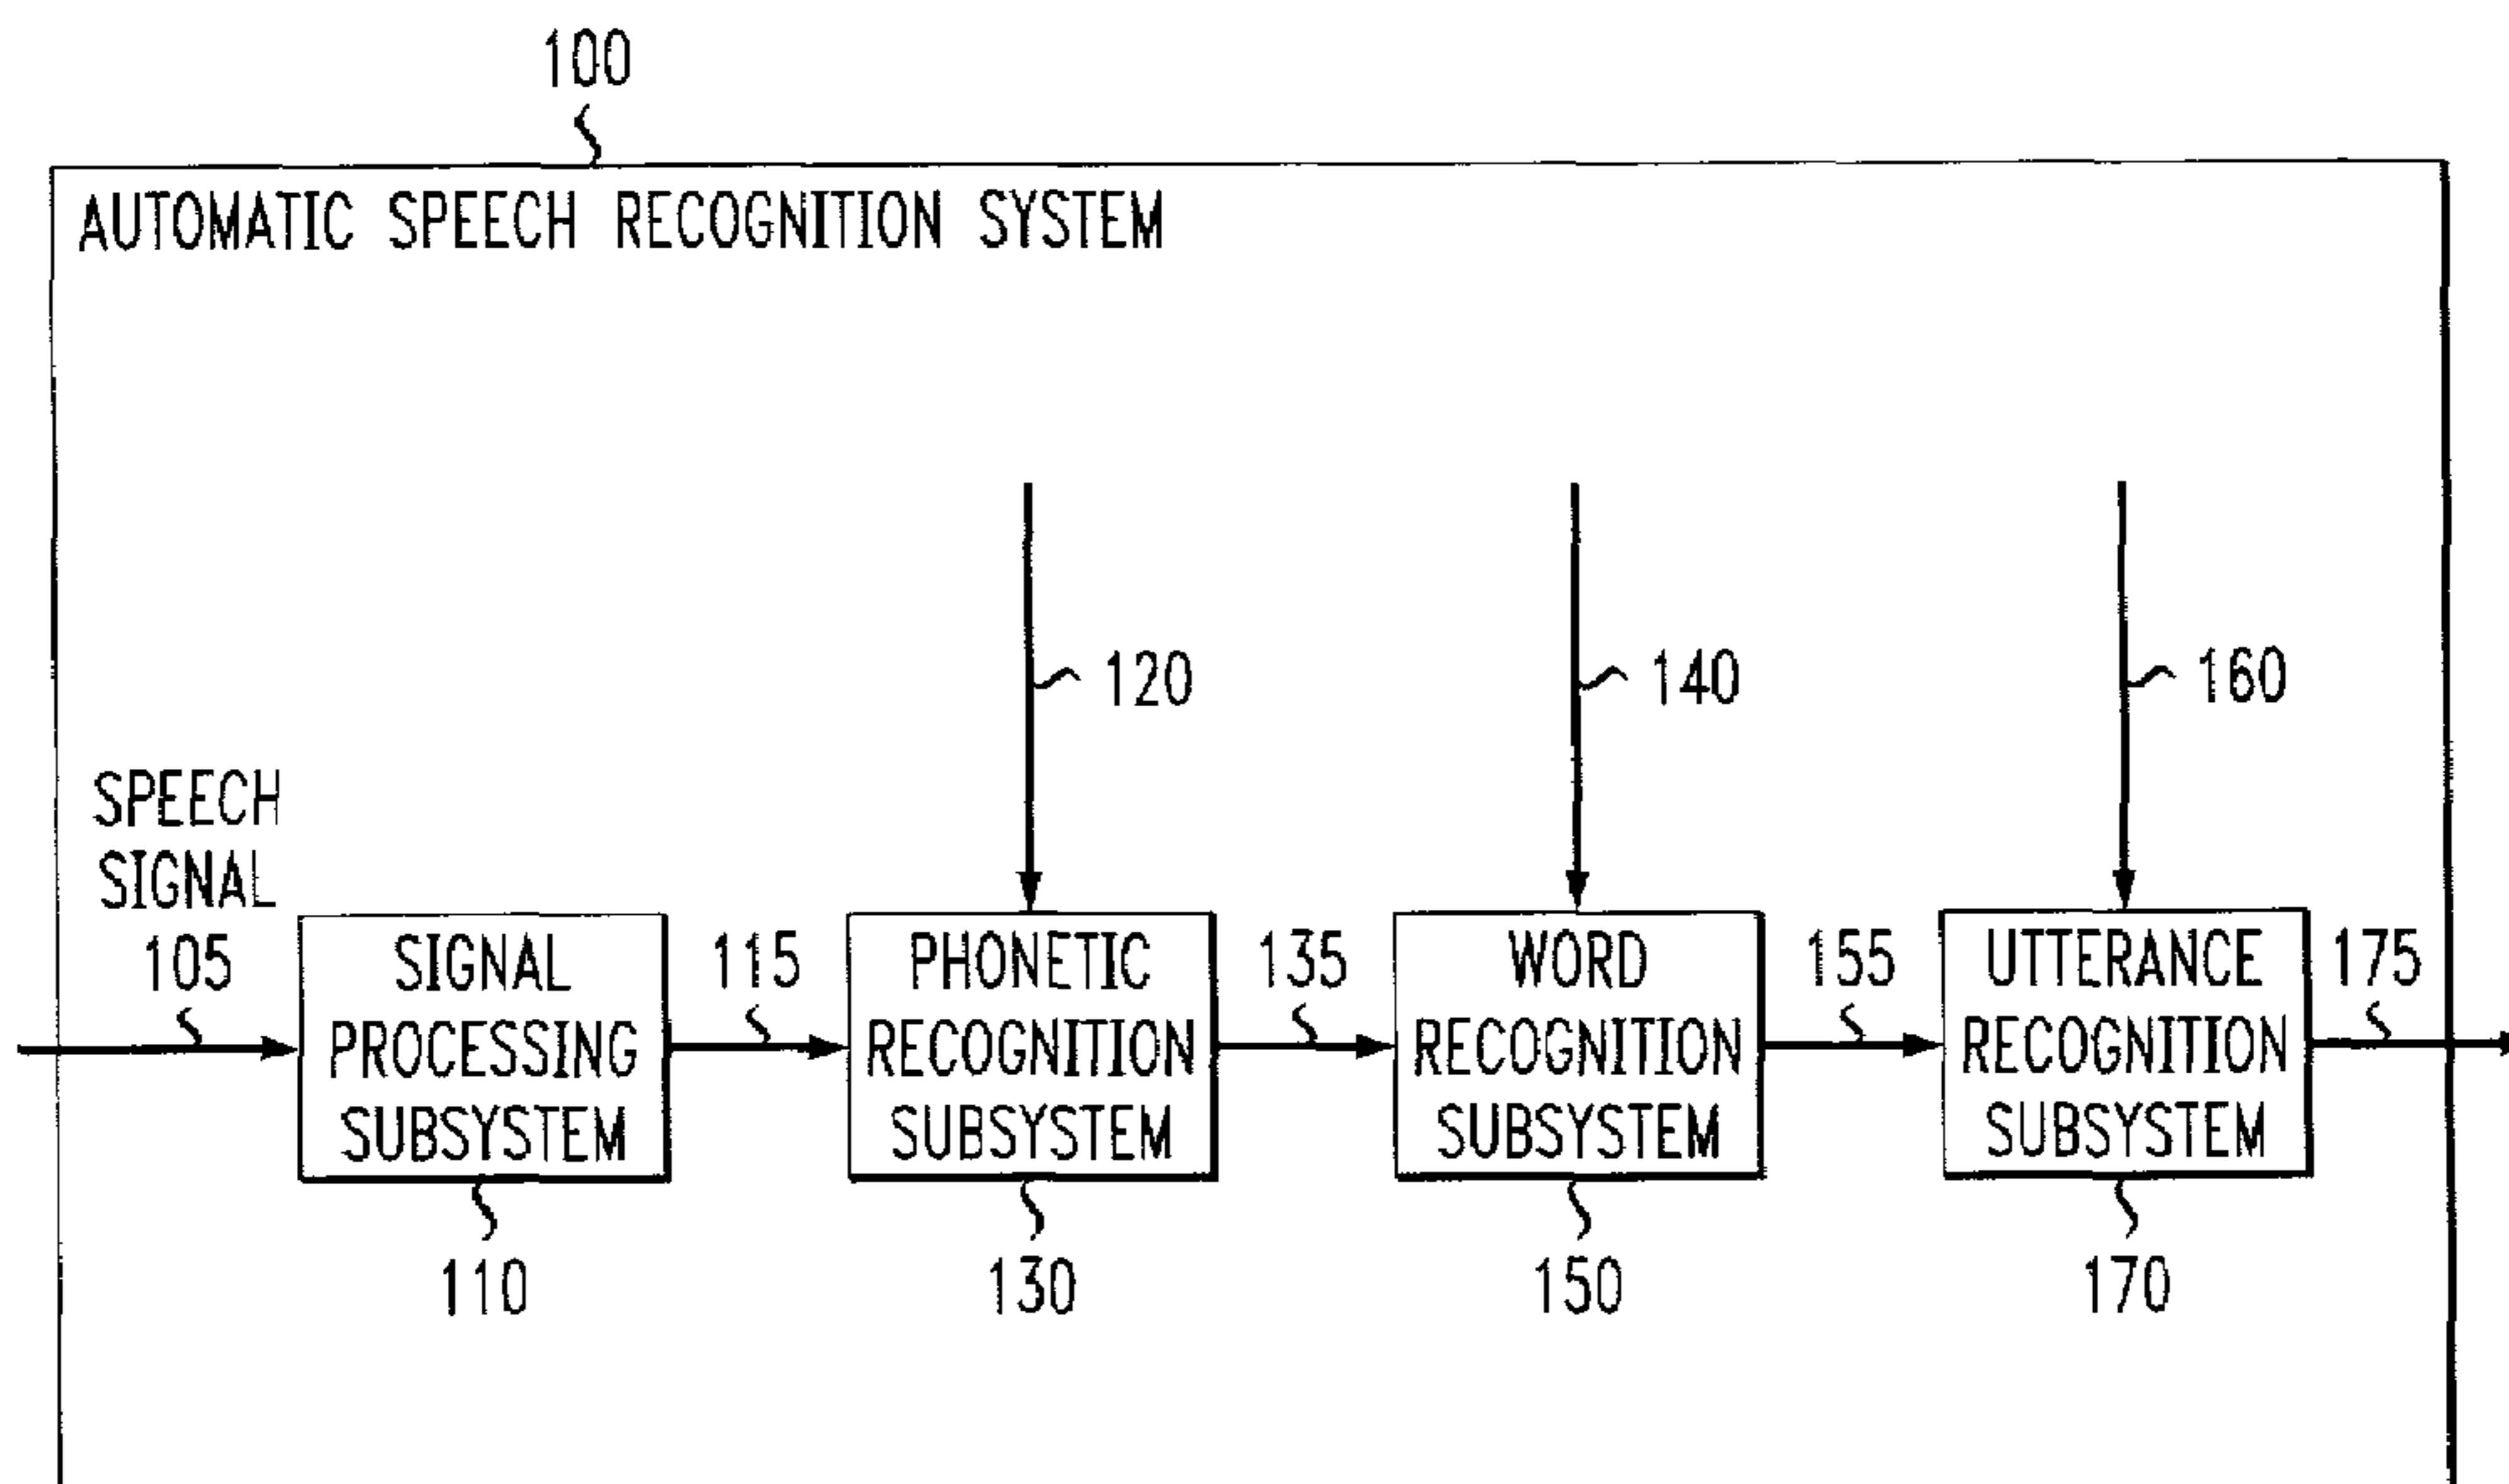 100
AUTOMATIC SPEECH RECOGNITION SYSTEM
120
140
160
SPEECH
SIGNAL
105
SIGNAL
PROCESSING
SUBSYSTEM
115
PHONETIC
RECOGNITION
SUBSYSTEM
135
WORD
RECOGNITION
SUBSYSTEM
155
UTTERANCE
RECOGNITION
SUBSYSTEM
175
110
130
150
170